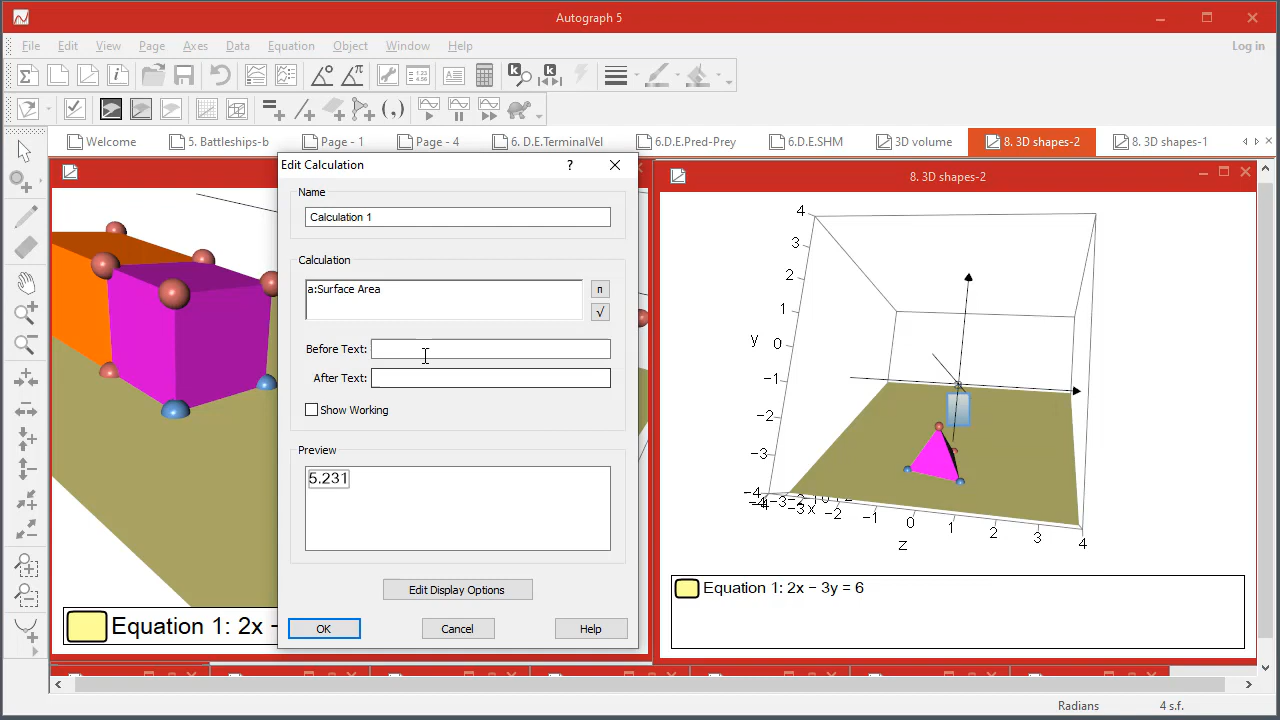 Autograph 5
File Edit View Page Axes Data Equation Object Window Help Log in
Welcome 5. Battleships-b Page - 1 Page - 4 6. D.E.TerminalVel 6.D.E.Pred-Prey 6.D.E.SHM 3D volume 8. 3D shapes-2 8. 3D shapes-1
Edit Calculation ?
Name
Calculation 1
Calculation
a:Surface Area
π
√
Before Text:
After Text:
Show Working
Preview
5.231
Edit Display Options
OK Cancel Help
Equation 1: 2x −
8. 3D shapes-2
4
3
2
1
y 0
−1
−2
−3
−4
−4 −3 −2
−3 x −2 −1 0 1 2 3 4
z
Equation 1: 2x − 3y = 6
Radians 4 s.f.